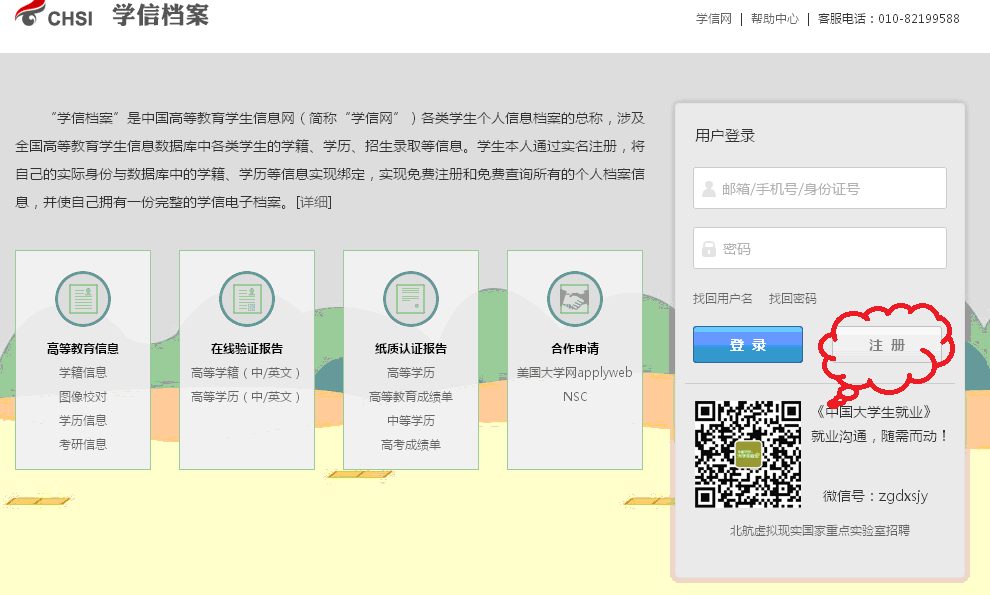 CHSI 学信档案
学信网 | 帮助中心 | 客服电话：010-82199588
“学信档案”是中国高等教育学生信息网（简称“学信网”）各类学生个人信息档案的总称，涉及
全国高等教育学生信息数据库中各类学生的学籍、学历、招生录取等信息。学生本人通过实名注册，将
自己的实际身份与数据库中的学籍、学历等信息实现绑定，实现免费注册和免费查询所有的个人档案信
息，并使自己拥有一份完整的学信电子档案。[详细]
高等教育信息
学籍信息
图像校对
学历信息
考研信息
在线验证报告
高等学籍（中/英文）
高等学历（中/英文）
纸质认证报告
高等学历
高等教育成绩单
中等学历
高考成绩单
合作申请
美国大学网applyweb
NSC
用户登录
邮箱/手机号/身份证号
密码
找回用户名 找回密码
登 录
注 册
《中国大学生就业》
就业沟通，随需而动！
微信号：zgdxsjy
北航虚拟现实国家重点实验室招聘